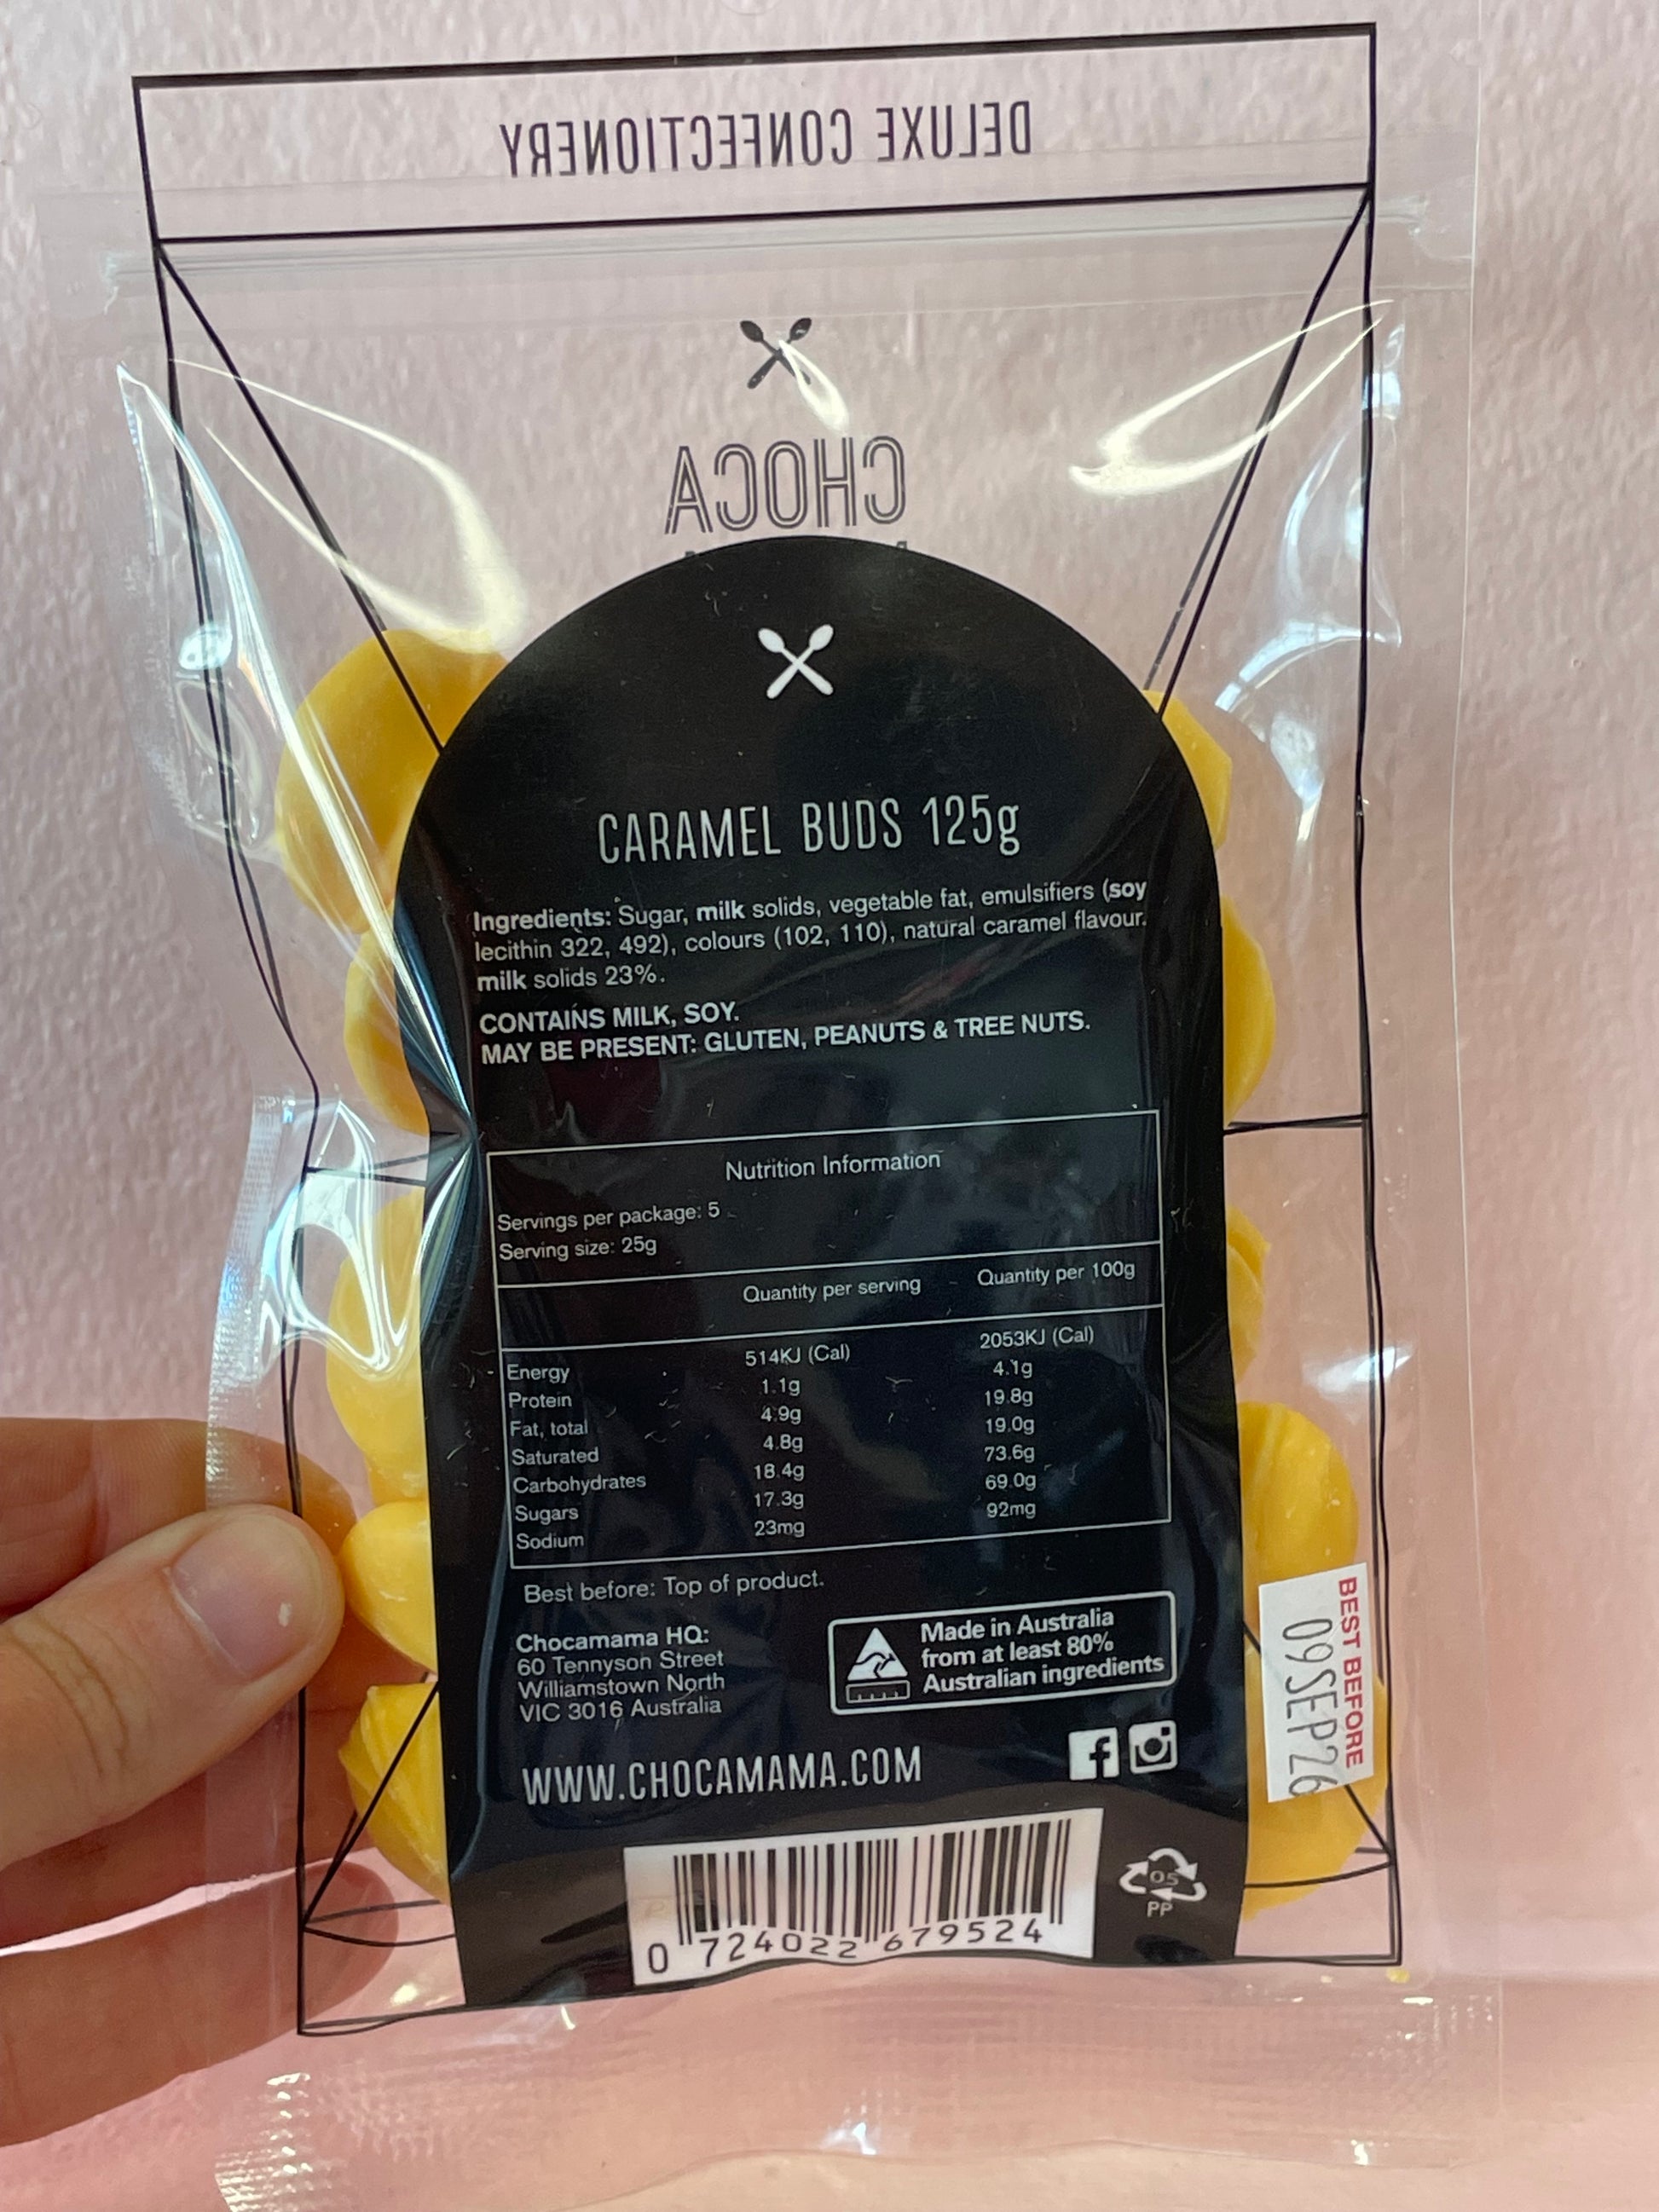 DELUXE CONFECTIONERY
CHOCA
CARAMEL BUDS 125g
Ingredients: Sugar, milk solids, vegetable fat, emulsifiers (soy
lecithin 322, 492), colours (102, 110), natural caramel flavour.
milk solids 23%.
CONTAINS MILK, SOY.
MAY BE PRESENT: GLUTEN, PEANUTS & TREE NUTS.
Nutrition Information
Servings per package: 5
Serving size: 25g
Quantity per serving Quantity per 100g
Energy 514KJ (Cal) 2053KJ (Cal)
Protein 1.1g 4.1g
Fat, total 4.9g 19.8g
Saturated 4.8g 19.0g
Carbohydrates 18.4g 73.6g
Sugars 17.3g 69.0g
Sodium 23mg 92mg
Best before: Top of product.
Chocamama HQ:
60 Tennyson Street
Williamstown North
VIC 3016 Australia
Made in Australia
from at least 80%
Australian ingredients
BEST BEFORE
09SEP26
WWW.CHOCAMAMA.COM
0 724022 679524
05
PP